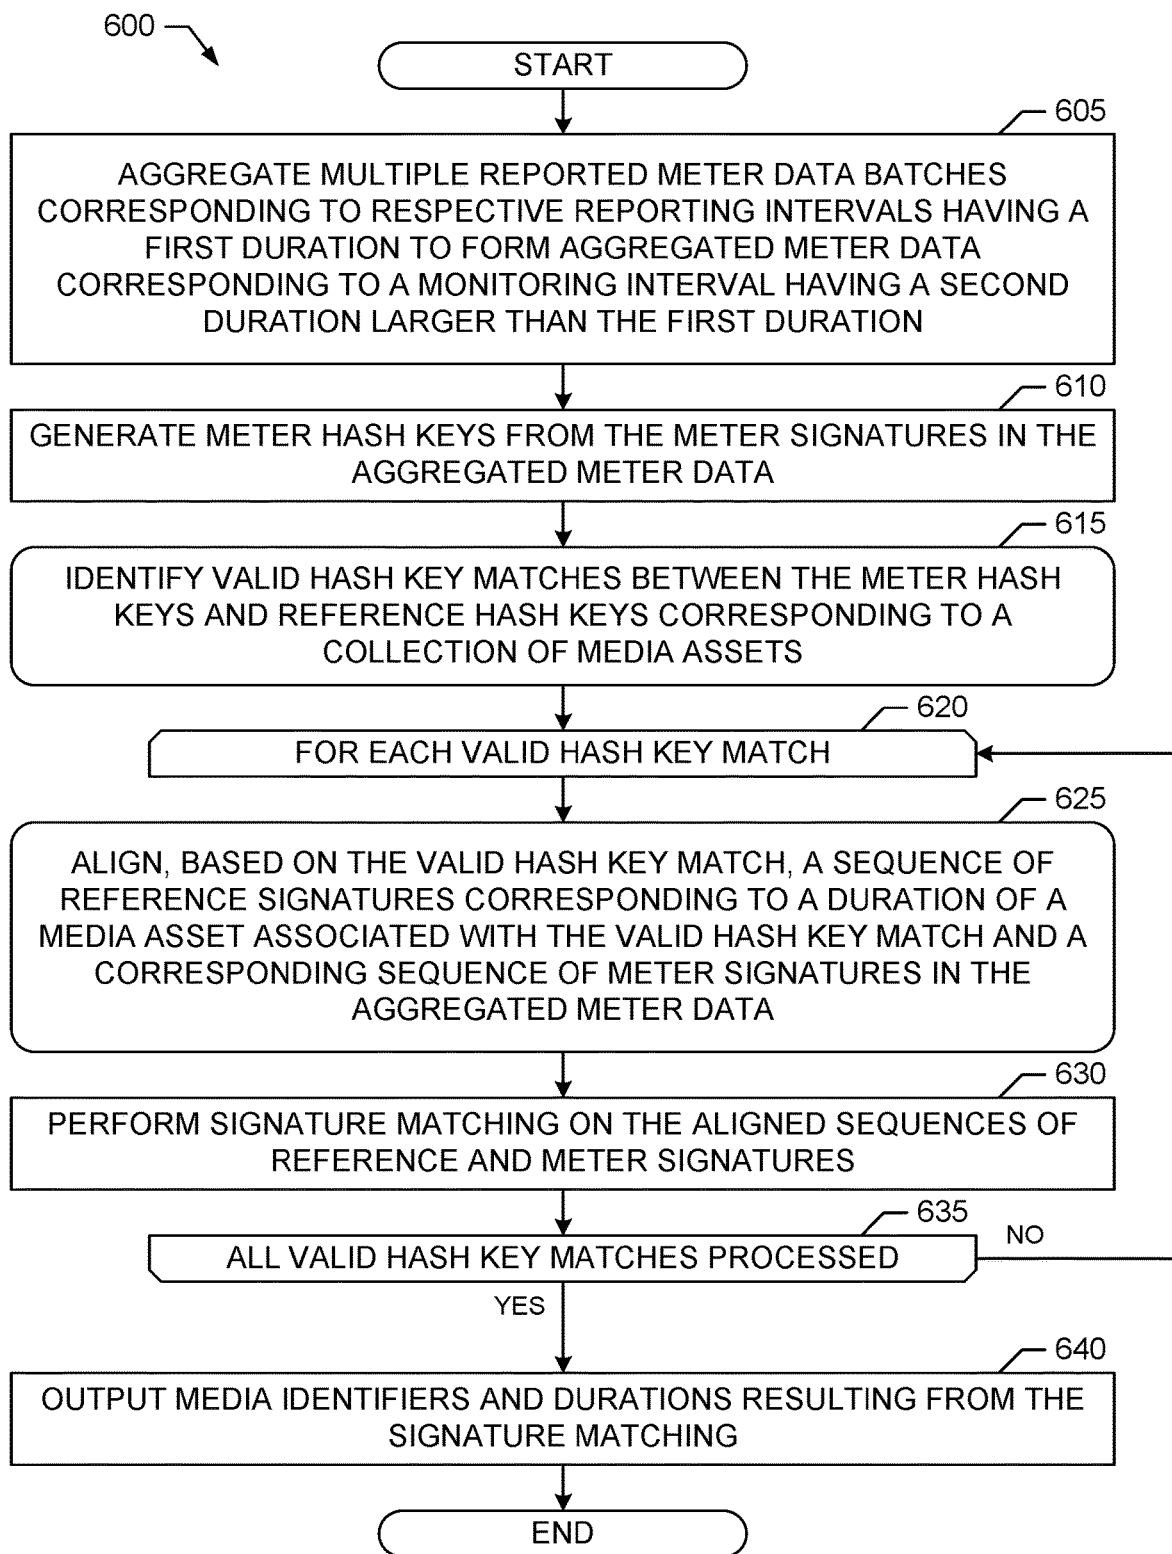 600
START
605
AGGREGATE MULTIPLE REPORTED METER DATA BATCHES
CORRESPONDING TO RESPECTIVE REPORTING INTERVALS HAVING A
FIRST DURATION TO FORM AGGREGATED METER DATA
CORRESPONDING TO A MONITORING INTERVAL HAVING A SECOND
DURATION LARGER THAN THE FIRST DURATION
610
GENERATE METER HASH KEYS FROM THE METER SIGNATURES IN THE
AGGREGATED METER DATA
615
IDENTIFY VALID HASH KEY MATCHES BETWEEN THE METER HASH
KEYS AND REFERENCE HASH KEYS CORRESPONDING TO A
COLLECTION OF MEDIA ASSETS
620
FOR EACH VALID HASH KEY MATCH
625
ALIGN, BASED ON THE VALID HASH KEY MATCH, A SEQUENCE OF
REFERENCE SIGNATURES CORRESPONDING TO A DURATION OF A
MEDIA ASSET ASSOCIATED WITH THE VALID HASH KEY MATCH AND A
CORRESPONDING SEQUENCE OF METER SIGNATURES IN THE
AGGREGATED METER DATA
630
PERFORM SIGNATURE MATCHING ON THE ALIGNED SEQUENCES OF
REFERENCE AND METER SIGNATURES
635
ALL VALID HASH KEY MATCHES PROCESSED
NO
YES
640
OUTPUT MEDIA IDENTIFIERS AND DURATIONS RESULTING FROM THE
SIGNATURE MATCHING
END